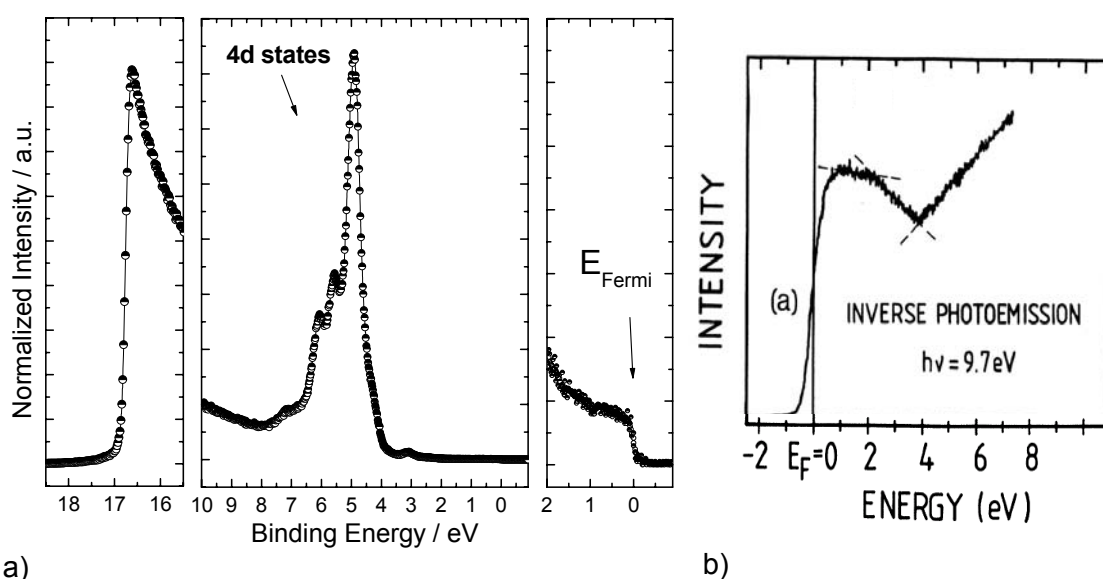 4d states
E_Fermi
Normalized Intensity / a.u.
18 17 16
10 9 8 7 6 5 4 3 2 1 0
2 1 0
Binding Energy / eV
a)
(a)
INVERSE PHOTOEMISSION
hν = 9.7eV
INTENSITY
-2 E_F=0 2 4 6 8
ENERGY (eV)
b)